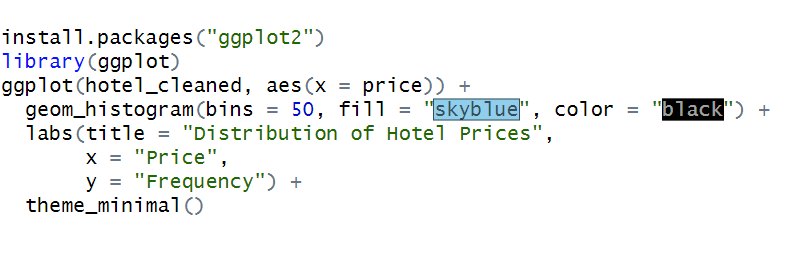 install.packages("ggplot2")
library(ggplot)
ggplot(hotel_cleaned, aes(x = price)) +
  geom_histogram(bins = 50, fill = "skyblue", color = "black") +
  labs(title = "Distribution of Hotel Prices",
       x = "Price",
       y = "Frequency") +
  theme_minimal()